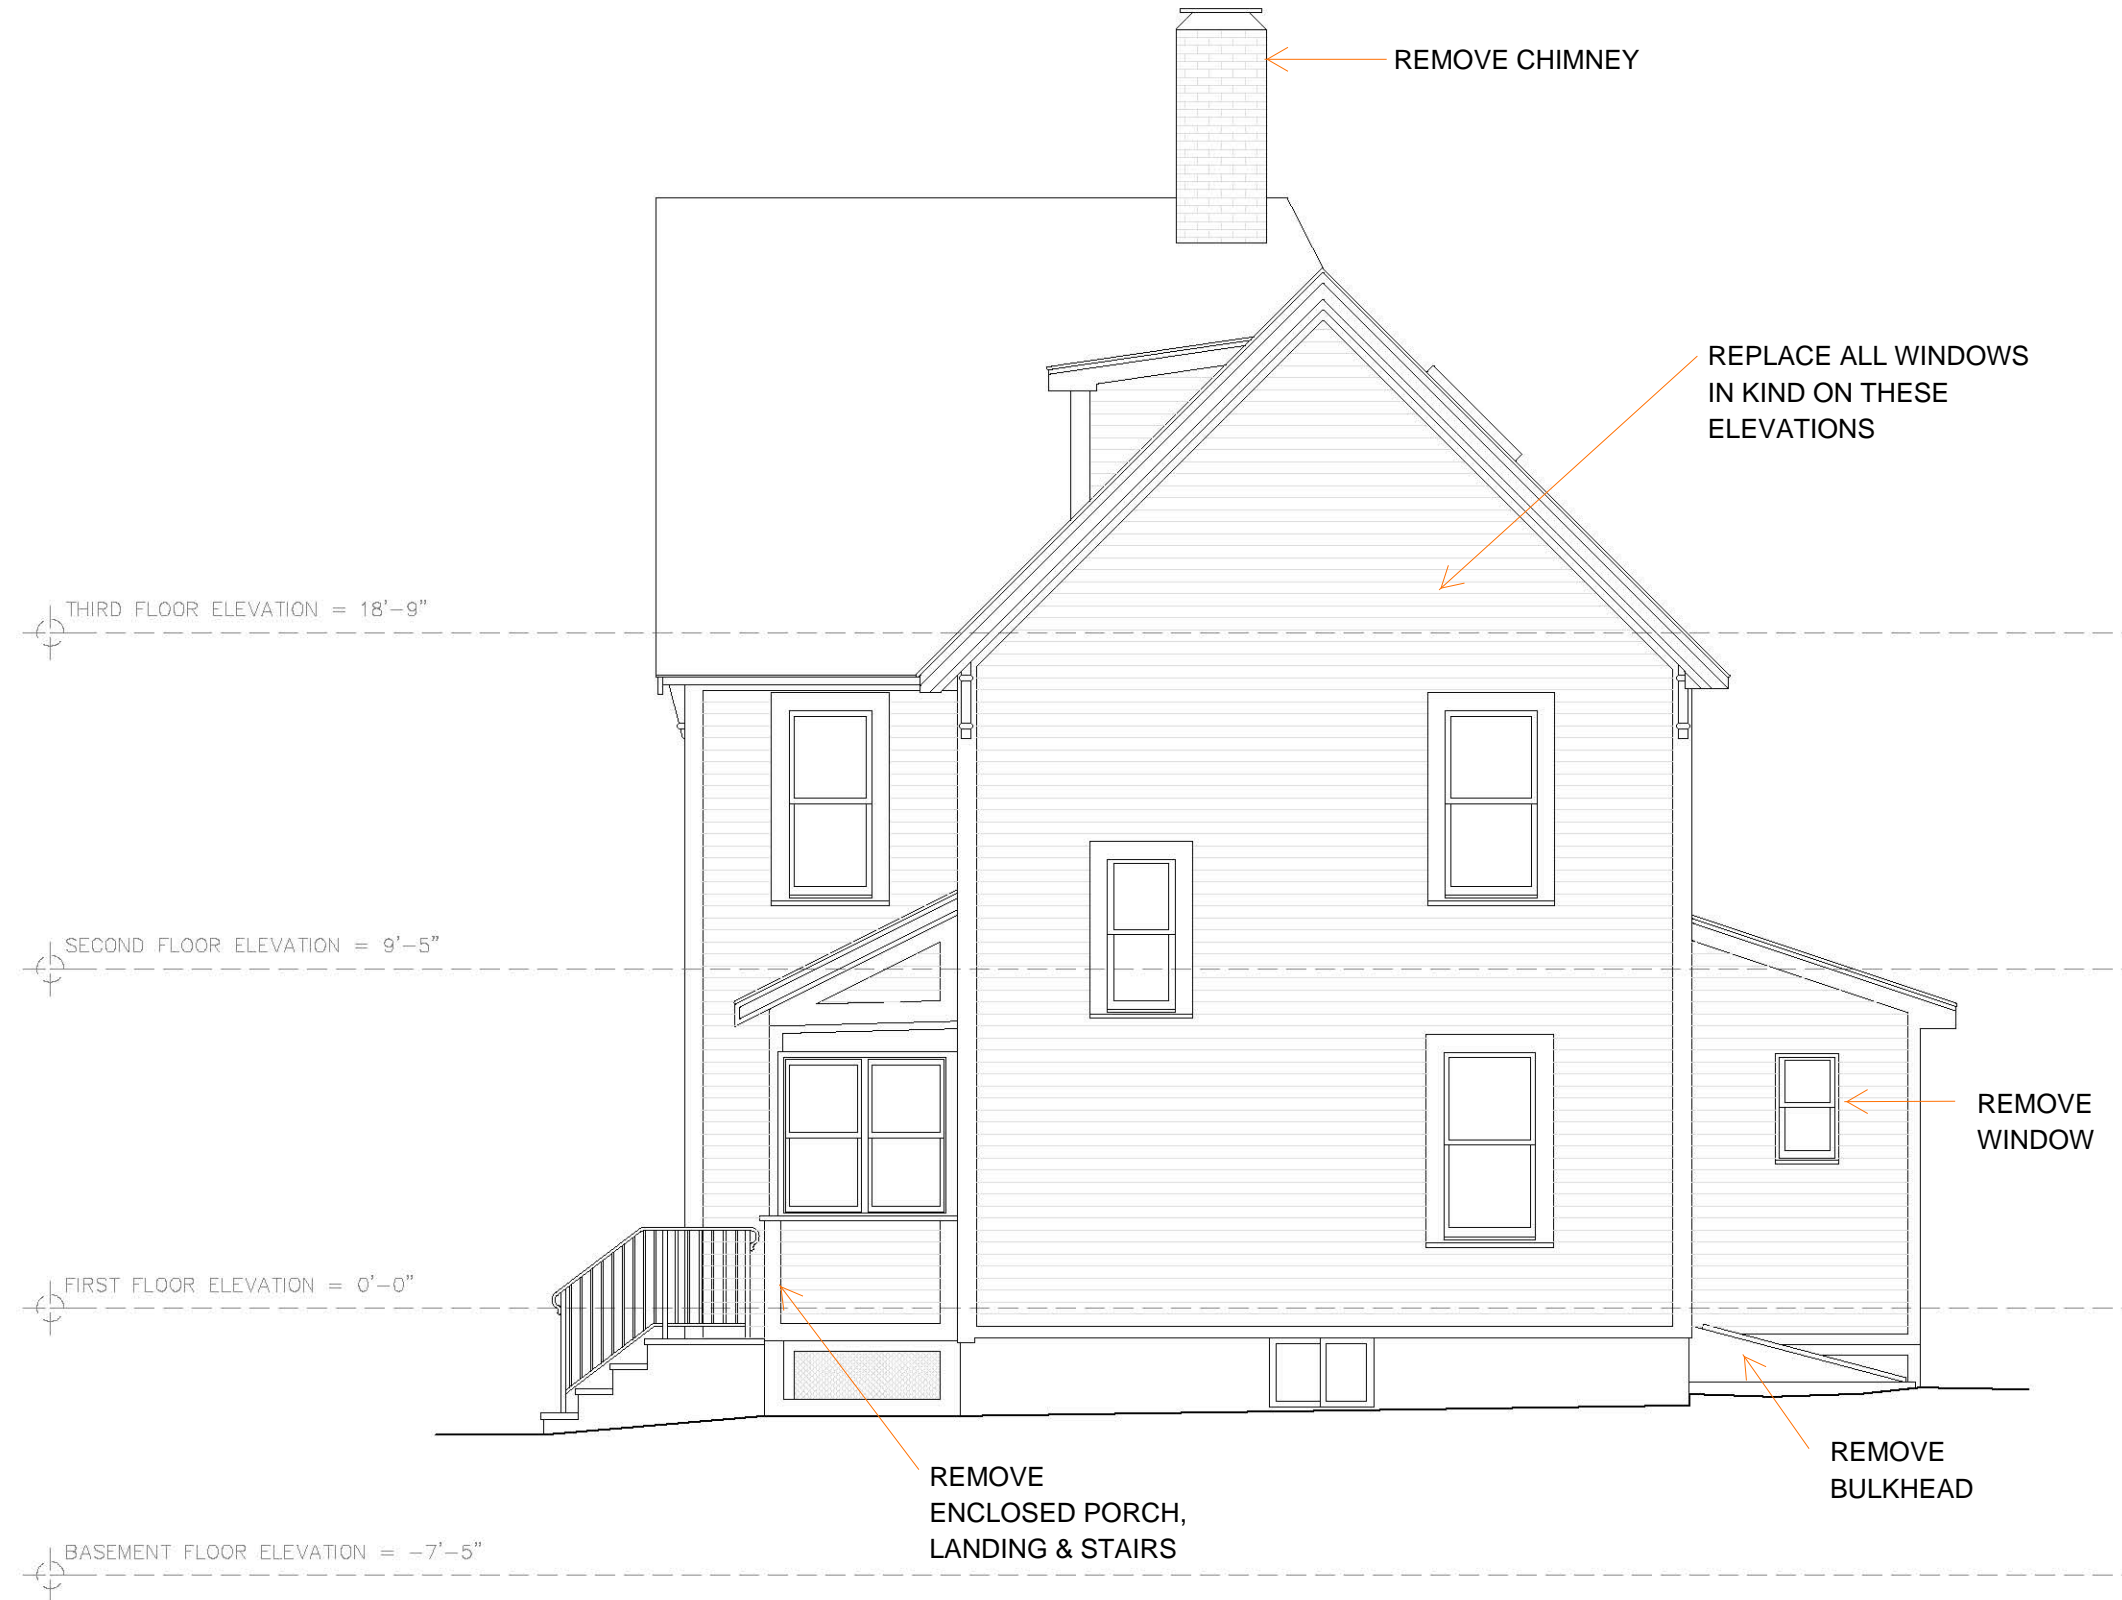 REMOVE CHIMNEY
REPLACE ALL WINDOWS
IN KIND ON THESE
ELEVATIONS
THIRD FLOOR ELEVATION = 18'-9"
SECOND FLOOR ELEVATION = 9'-5"
REMOVE
WINDOW
FIRST FLOOR ELEVATION = 0'-0"
REMOVE
BULKHEAD
REMOVE
ENCLOSED PORCH,
LANDING & STAIRS
BASEMENT FLOOR ELEVATION = -7'-5"